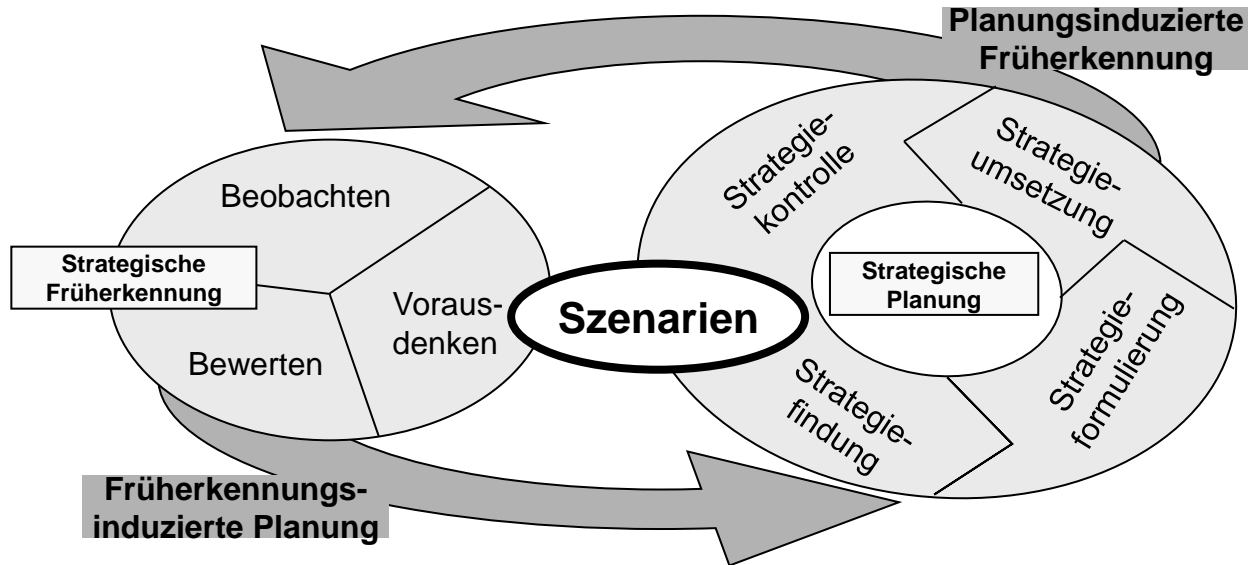 Planungsinduzierte
Früherkennung
Strategie-
kontrolle
Strategie-
umsetzung
Beobachten
Strategische
Früherkennung
Strategische
Planung
Voraus-
denken
Szenarien
Bewerten
Strategie-
formulierung
Strategie-
findung
Früherkennungs-
induzierte Planung